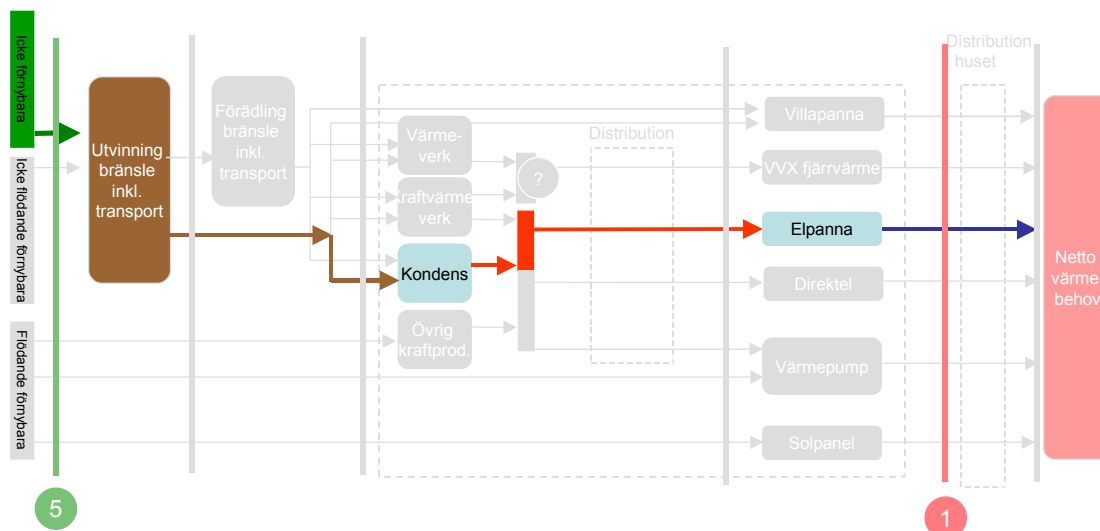 Icke förnybara
Icke flödande förnybara
Flödande förnybara
Utvinning
bränsle
inkl.
transport
Förädling
bränsle
inkl.
transport
Värme-
verk
Kraftvärme
verk
Kondens
Övrig
kraftprod.
?
Distribution
Villapanna
VVX fjärrvärme
Elpanna
Direktel
Värmepump
Solpanel
Distribution
huset
Netto
värme
behov
5
1